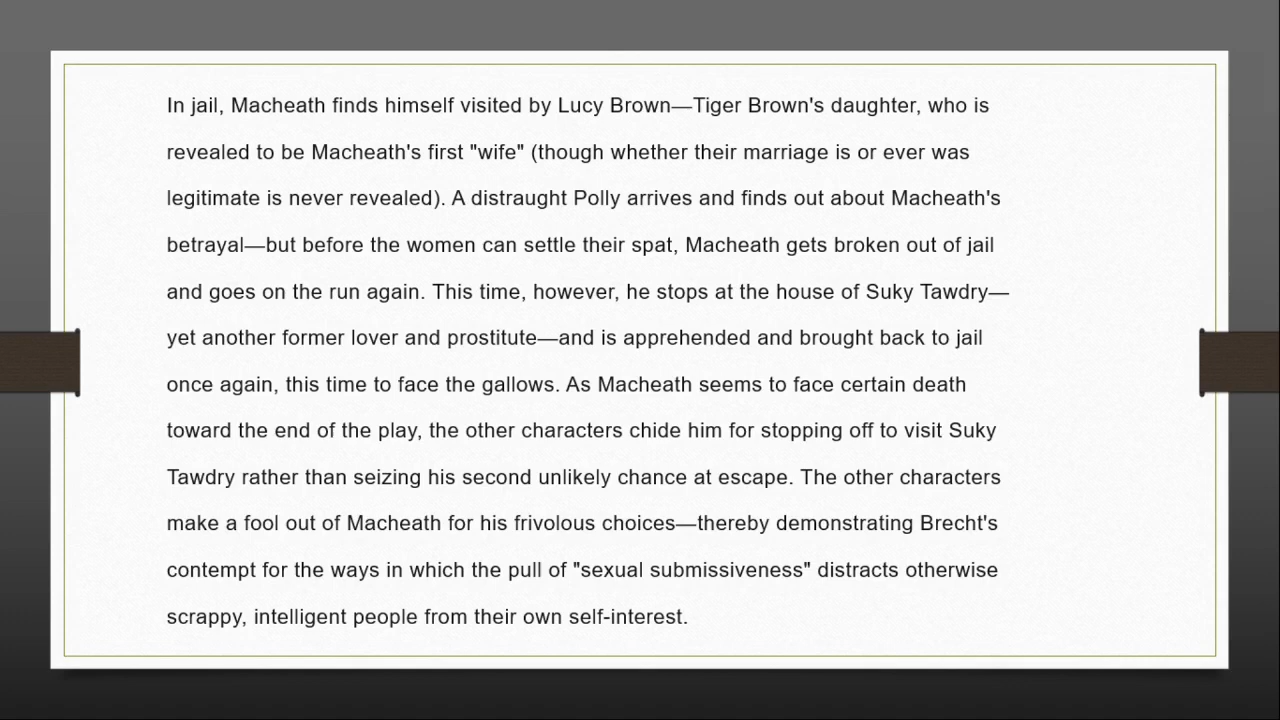 In jail, Macheath finds himself visited by Lucy Brown—Tiger Brown's daughter, who is
revealed to be Macheath's first "wife" (though whether their marriage is or ever was
legitimate is never revealed). A distraught Polly arrives and finds out about Macheath's
betrayal—but before the women can settle their spat, Macheath gets broken out of jail
and goes on the run again. This time, however, he stops at the house of Suky Tawdry—
yet another former lover and prostitute—and is apprehended and brought back to jail
once again, this time to face the gallows. As Macheath seems to face certain death
toward the end of the play, the other characters chide him for stopping off to visit Suky
Tawdry rather than seizing his second unlikely chance at escape. The other characters
make a fool out of Macheath for his frivolous choices—thereby demonstrating Brecht's
contempt for the ways in which the pull of "sexual submissiveness" distracts otherwise
scrappy, intelligent people from their own self-interest.